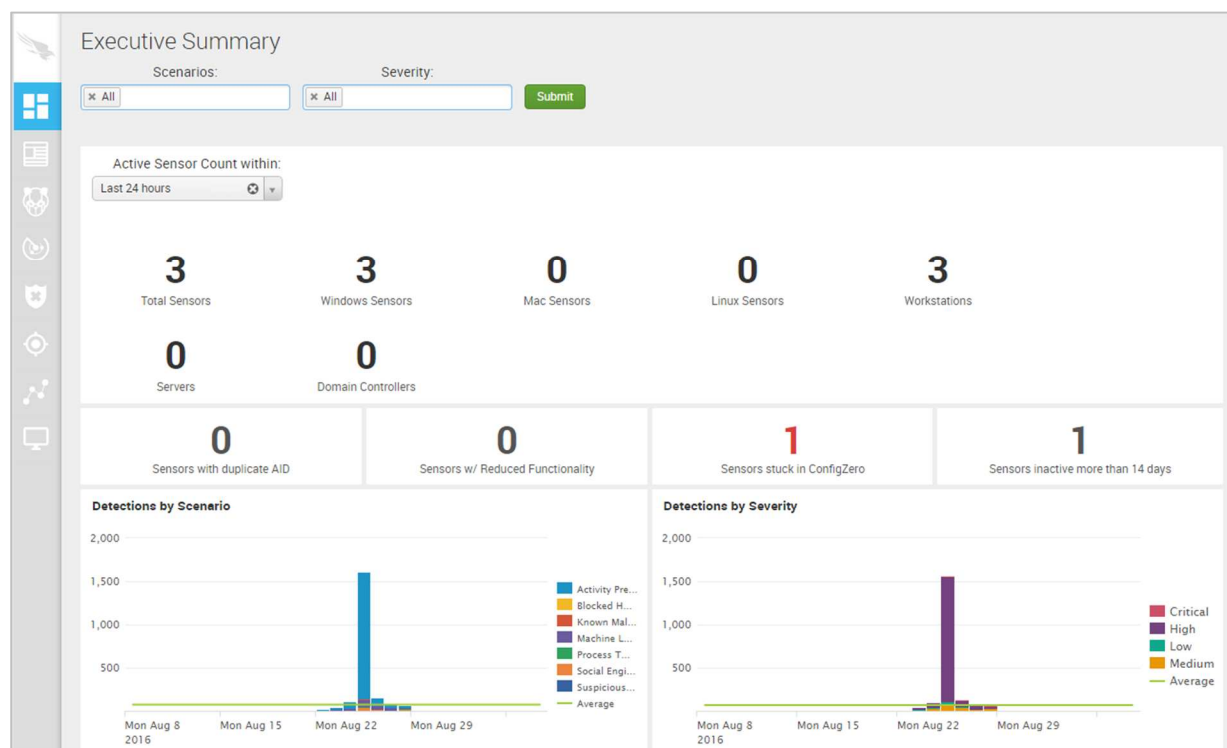 Executive Summary
Scenarios: Severity:
× All × All Submit
Active Sensor Count within:
Last 24 hours
3 3 0 0 3
Total Sensors Windows Sensors Mac Sensors Linux Sensors Workstations
0 0
Servers Domain Controllers
0 0 1 1
Sensors with duplicate AID Sensors w/ Reduced Functionality Sensors stuck in ConfigZero Sensors inactive more than 14 days
Detections by Scenario
2,000
1,500
1,000
500
Mon Aug 8 Mon Aug 15 Mon Aug 22 Mon Aug 29
2016
Activity Pre...
Blocked H...
Known Mal...
Machine L...
Process T...
Social Engi...
Suspicious...
Average
Detections by Severity
2,000
1,500
1,000
500
Mon Aug 8 Mon Aug 15 Mon Aug 22 Mon Aug 29
2016
Critical
High
Low
Medium
Average